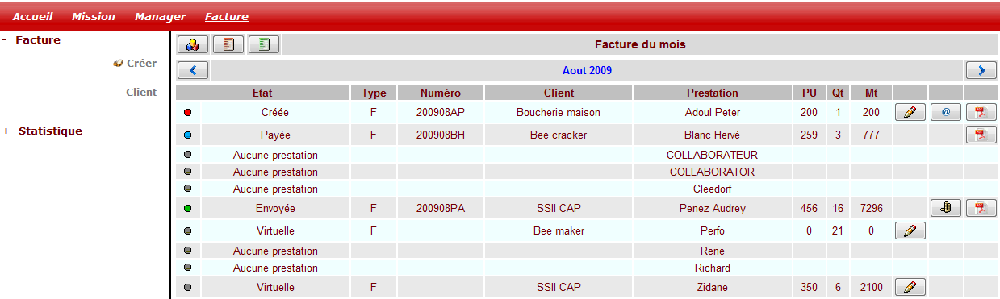 Accueil Mission Manager Facture
- Facture
Créer
Client
+ Statistique
Facture du mois
Aout 2009
Etat Type Numéro Client Prestation PU Qt Mt
Créée F 200908AP Boucherie maison Adoul Peter 200 1 200 @
Payée F 200908BH Bee cracker Blanc Hervé 259 3 777
Aucune prestation COLLABORATEUR
Aucune prestation COLLABORATOR
Aucune prestation Cleedorf
Envoyée F 200908PA SSII CAP Penez Audrey 456 16 7296
Virtuelle F Bee maker Perfo 0 21 0
Aucune prestation Rene
Aucune prestation Richard
Virtuelle F SSII CAP Zidane 350 6 2100